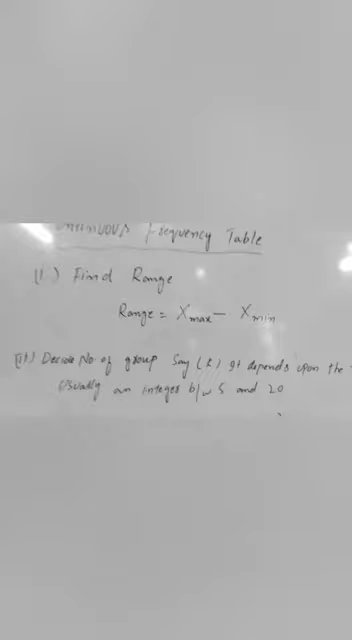 Frequency Table
(i.) Find Range
Range = Xmax - Xmin
(ii) Decide No. of group Say (k) It depends upon the
Usually an integer b/w 5 and 20